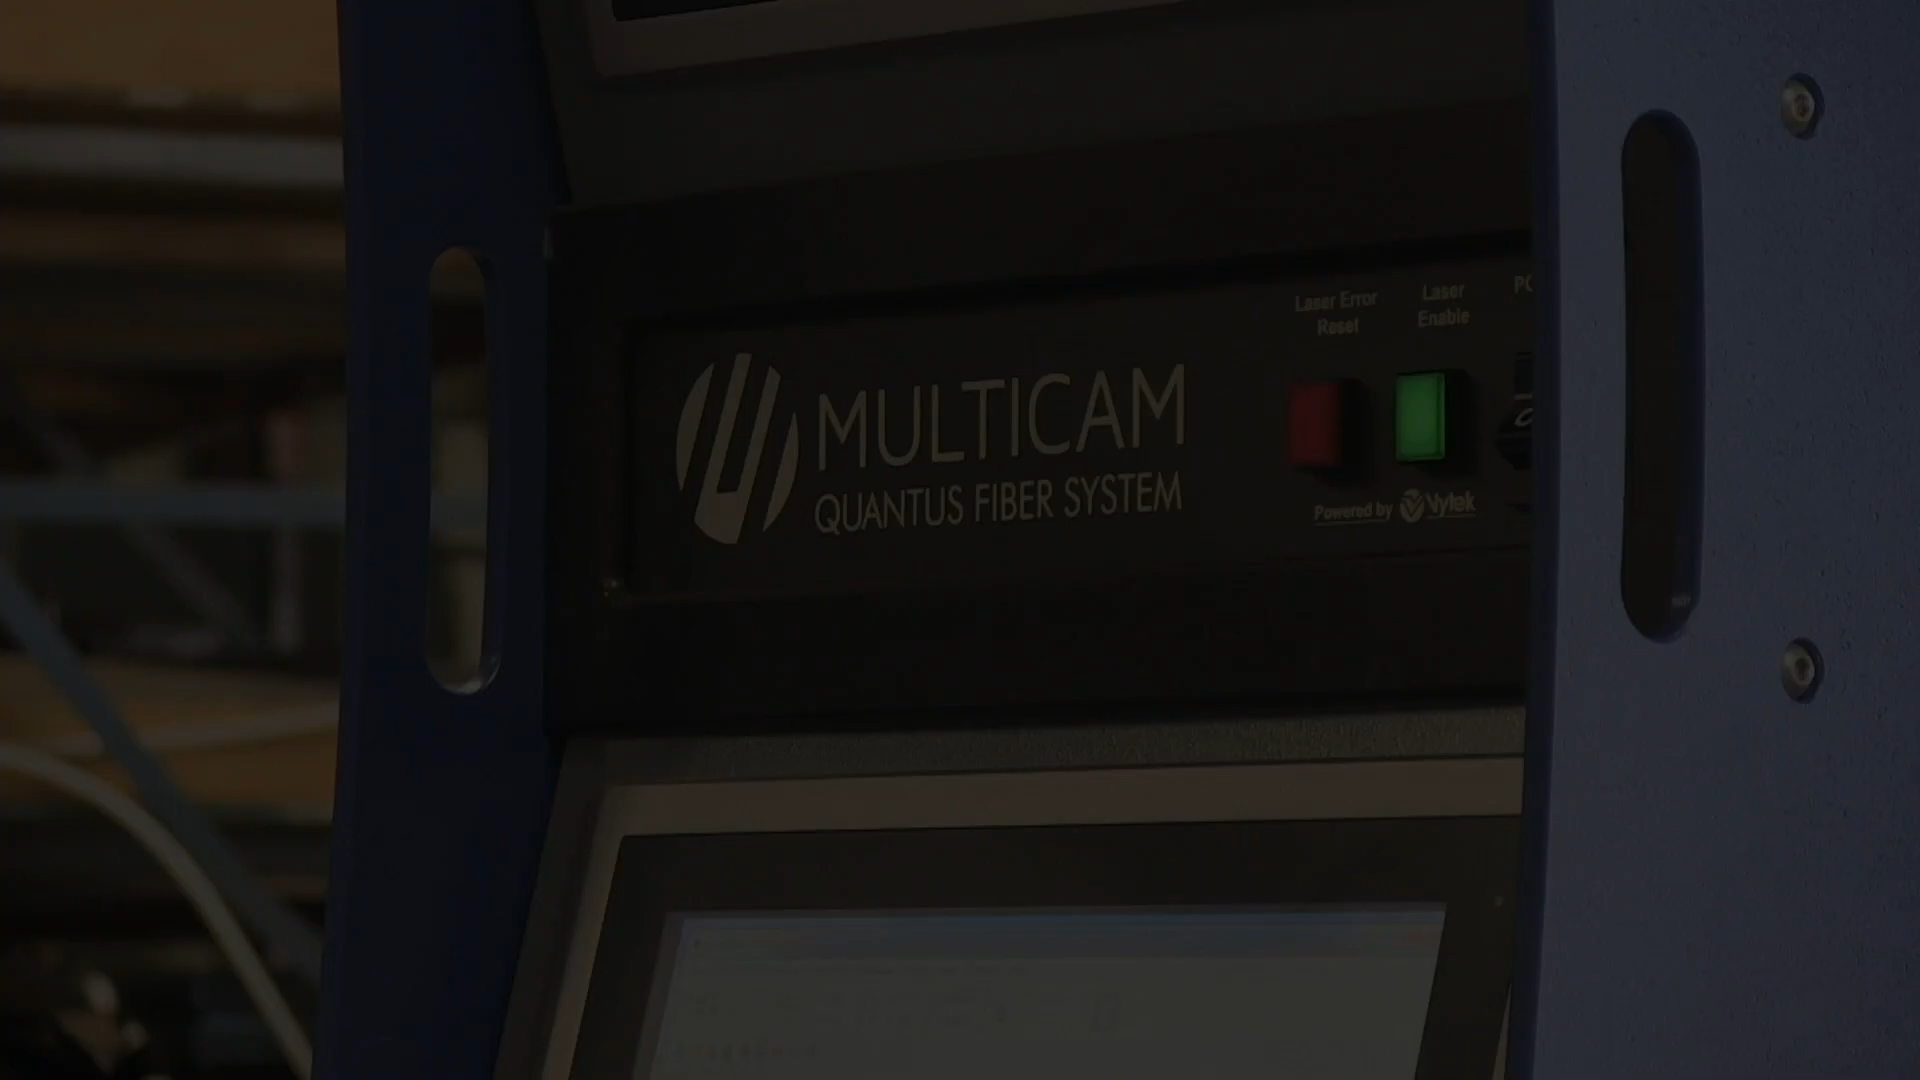 Laser Error
Reset
Laser
Enable
MULTICAM
QUANTUS FIBER SYSTEM
Powered by Vytek